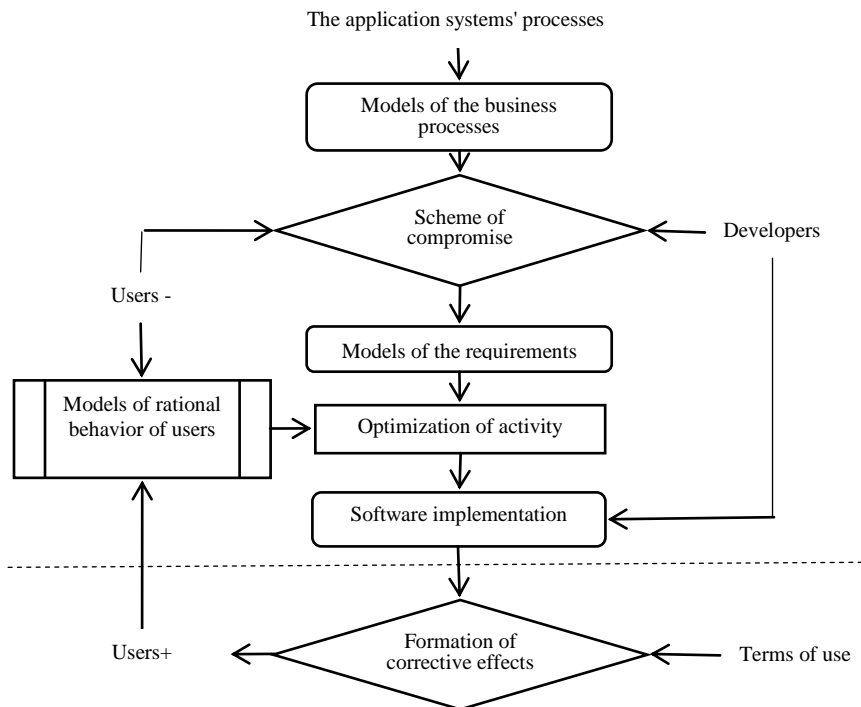 The application systems' processes
Models of the business
processes
Scheme of
compromise
Developers
Users -
Models of the requirements
Models of rational
behavior of users
Optimization of activity
Software implementation
Users+
Formation of
corrective effects
Terms of use